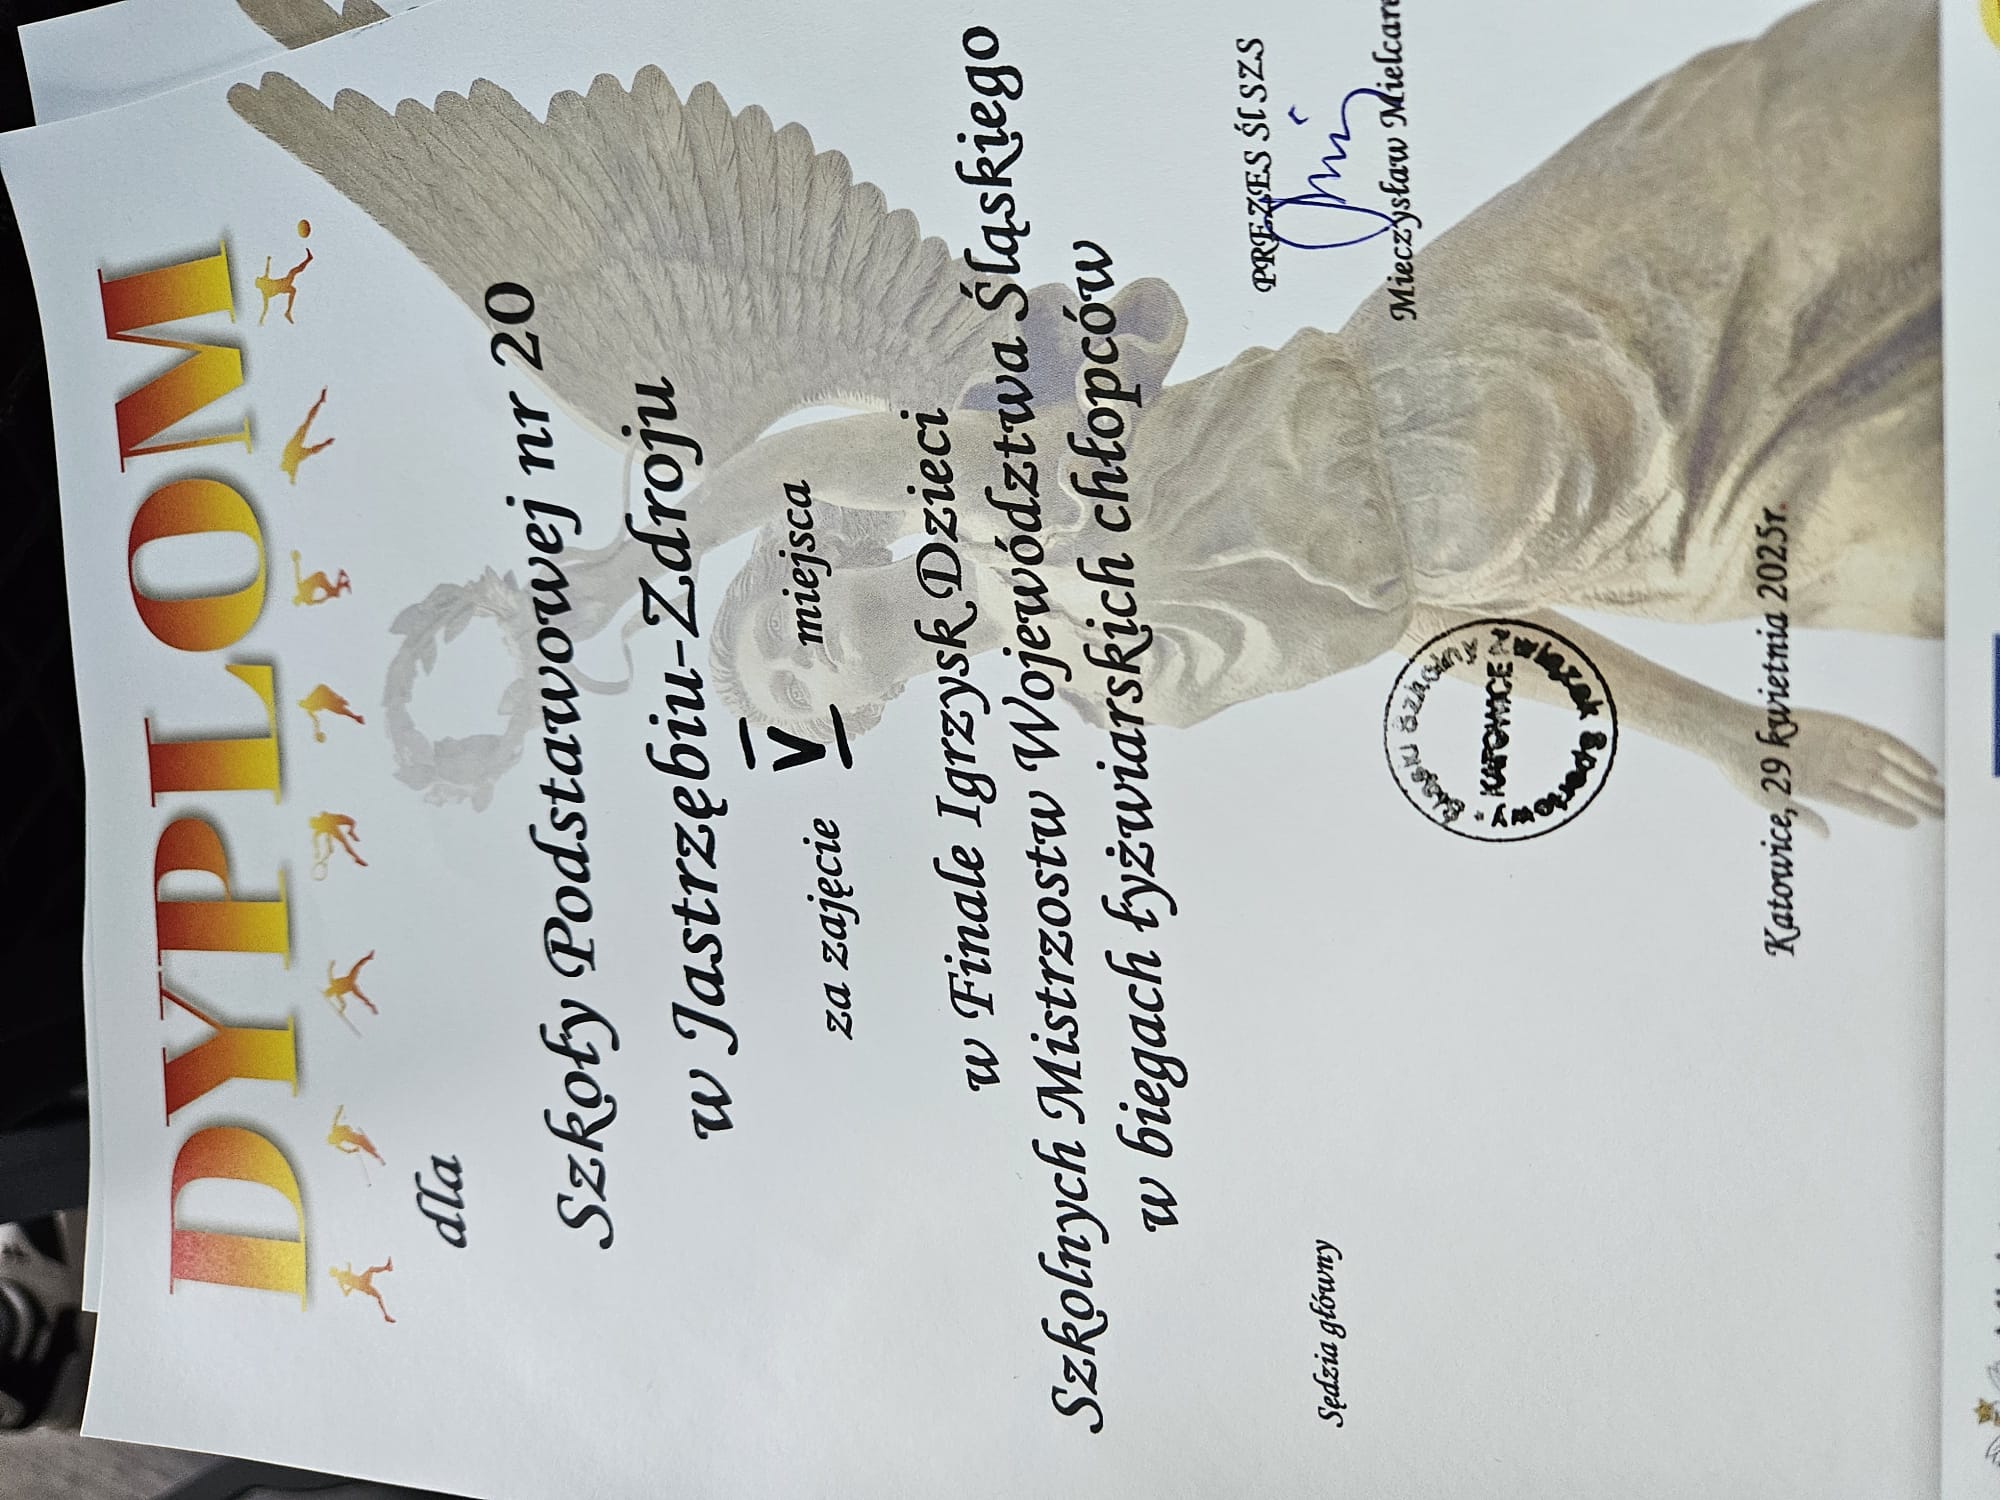 DYPLOM
dla
Szkoły Podstawowej nr 20
w Jastrzębiu-Zdroju
za zajęcie V miejsca
w Finale Igrzysk Dzieci
Szkolnych Mistrzostw Województwa Śląskiego
w biegach łyżwiarskich chłopców
Sędzia główny
PREZES Śl SZS
Mieczysław
KATOWICE
Katowice, 29 kwietnia 2025r.